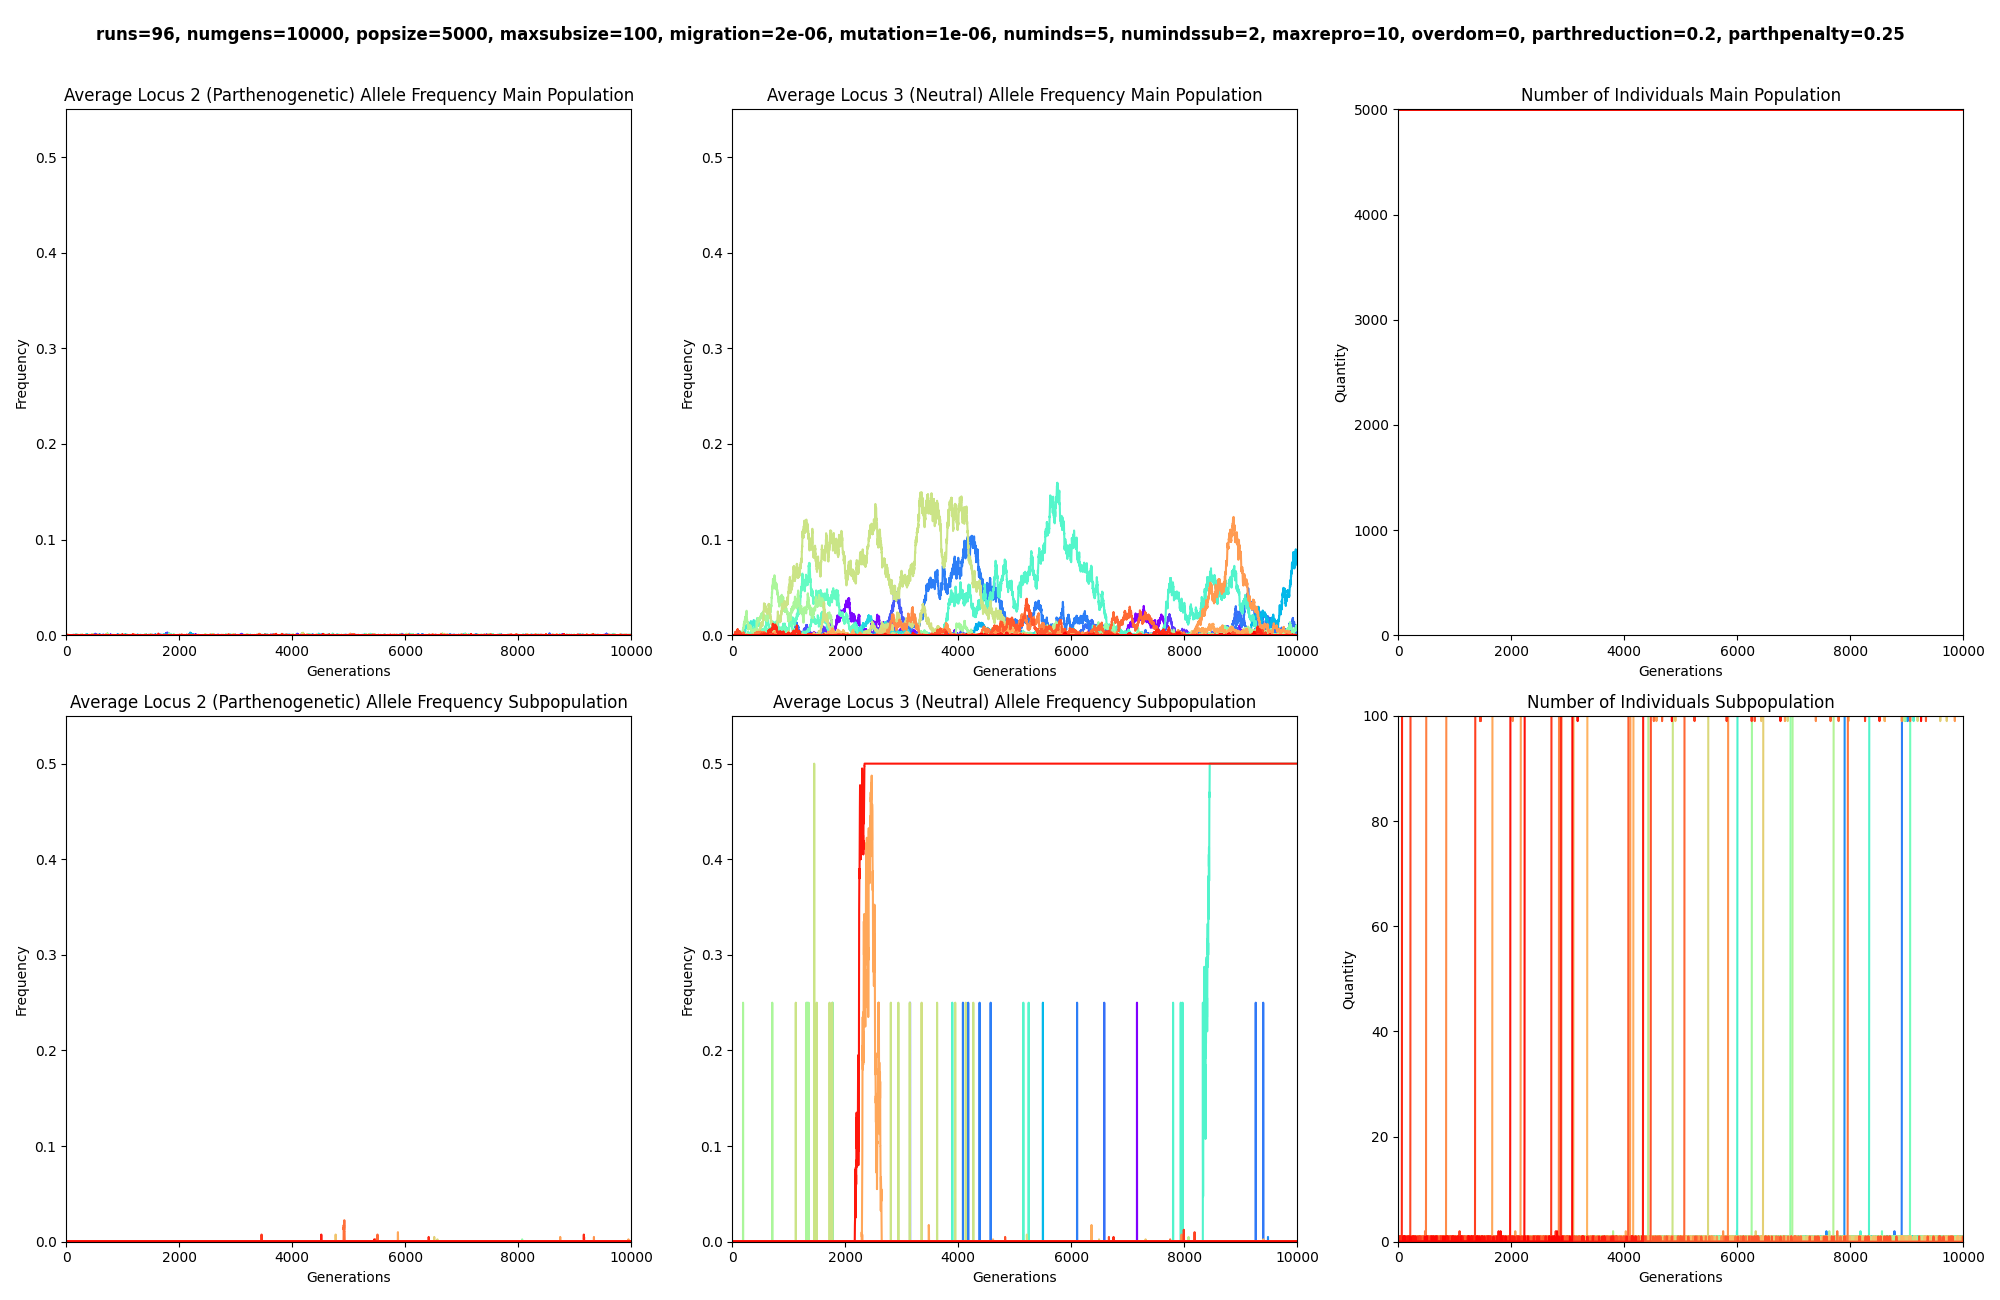 runs=96, numgens=10000, popsize=5000, maxsubsize=100, migration=2e-06, mutation=1e-06, numinds=5, numindssub=2, maxrepro=10, overdom=0, parthreduction=0.2, parthpenalty=0.25
Average Locus 2 (Parthenogenetic) Allele Frequency Main Population
Frequency
0.5
0.4
0.3
0.2
0.1
0.0
0 2000 4000 6000 8000 10000
Generations
Average Locus 3 (Neutral) Allele Frequency Main Population
Frequency
0.5
0.4
0.3
0.2
0.1
0.0
0 2000 4000 6000 8000 10000
Generations
Number of Individuals Main Population
Quantity
5000
4000
3000
2000
1000
0
0 2000 4000 6000 8000 10000
Generations
Average Locus 2 (Parthenogenetic) Allele Frequency Subpopulation
Frequency
0.5
0.4
0.3
0.2
0.1
0.0
0 2000 4000 6000 8000 10000
Generations
Average Locus 3 (Neutral) Allele Frequency Subpopulation
Frequency
0.5
0.4
0.3
0.2
0.1
0.0
0 2000 4000 6000 8000 10000
Generations
Number of Individuals Subpopulation
Quantity
100
80
60
40
20
0
0 2000 4000 6000 8000 10000
Generations